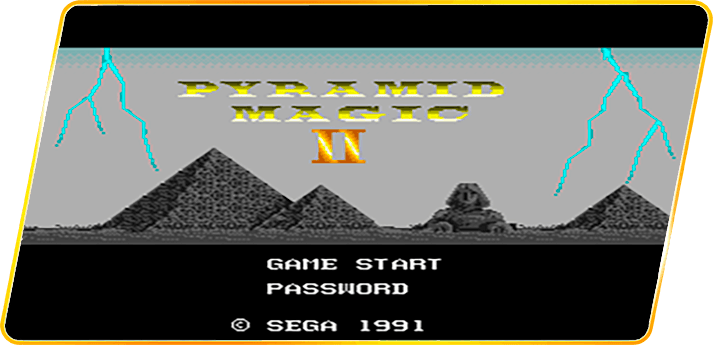 PYRAMID
MAGIC
II
GAME START
PASSWORD
© SEGA 1991